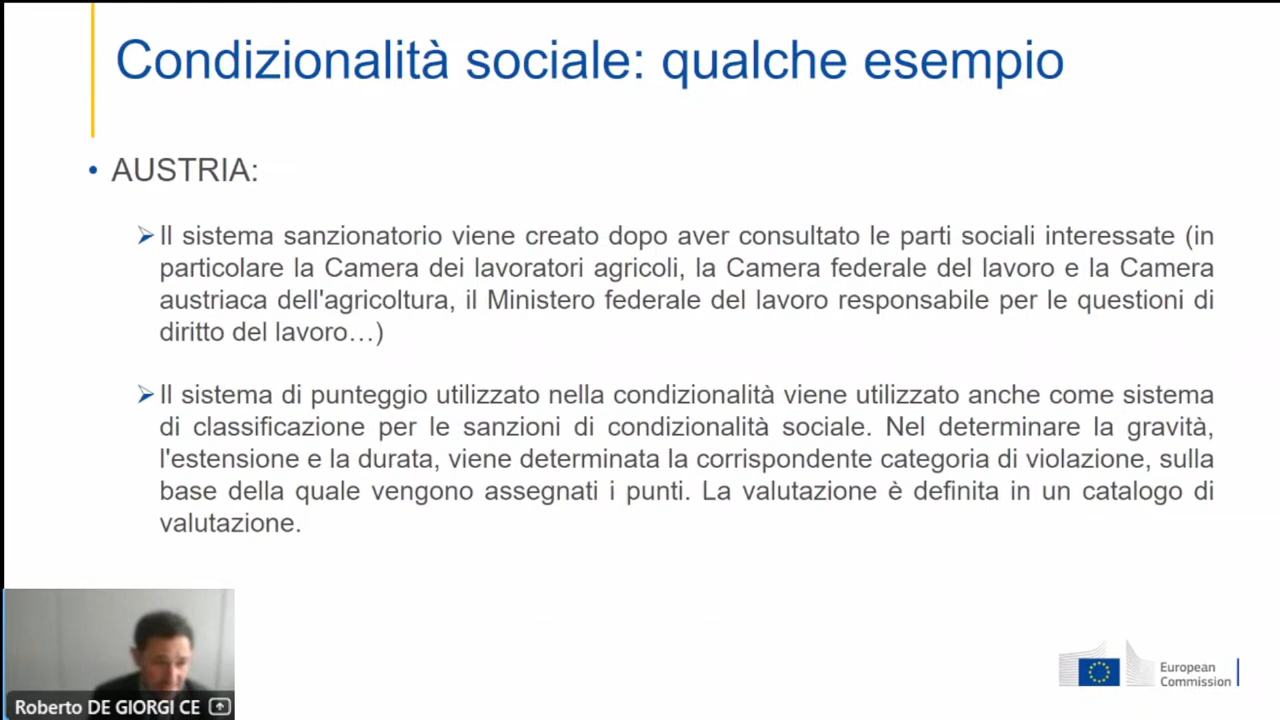 Condizionalità sociale: qualche esempio
• AUSTRIA:
Il sistema sanzionatorio viene creato dopo aver consultato le parti sociali interessate (in
particolare la Camera dei lavoratori agricoli, la Camera federale del lavoro e la Camera
austriaca dell'agricoltura, il Ministero federale del lavoro responsabile per le questioni di
diritto del lavoro…)
Il sistema di punteggio utilizzato nella condizionalità viene utilizzato anche come sistema
di classificazione per le sanzioni di condizionalità sociale. Nel determinare la gravità,
l'estensione e la durata, viene determinata la corrispondente categoria di violazione, sulla
base della quale vengono assegnati i punti. La valutazione è definita in un catalogo di
valutazione.
Roberto DE GIORGI CE
European
Commission